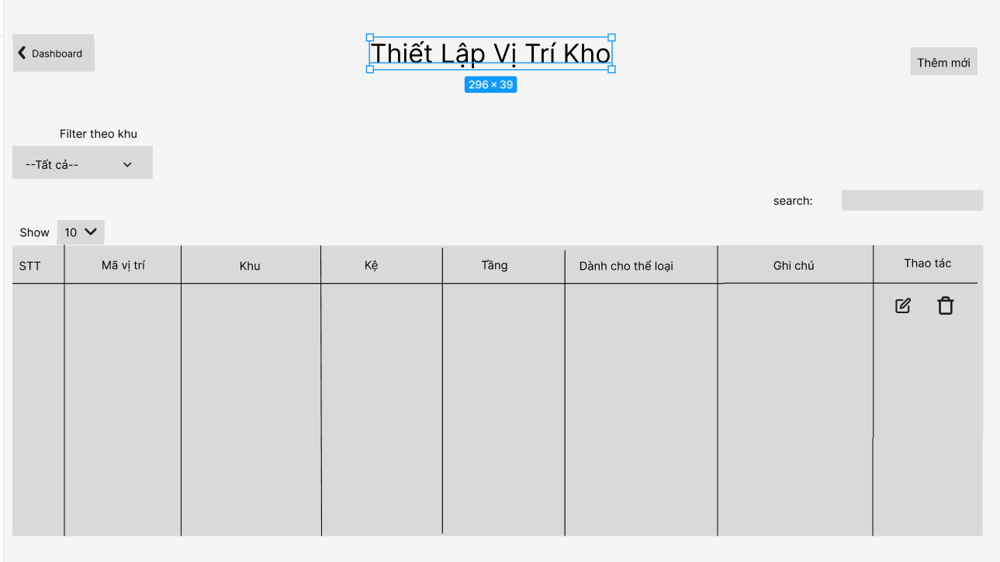 Dashboard
Thiết Lập Vị Trí Kho
296 × 39
Thêm mới
Filter theo khu
--Tất cả--
search:
Show 10
STT Mã vị trí Khu Kệ Tầng Dành cho thể loại Ghi chú Thao tác